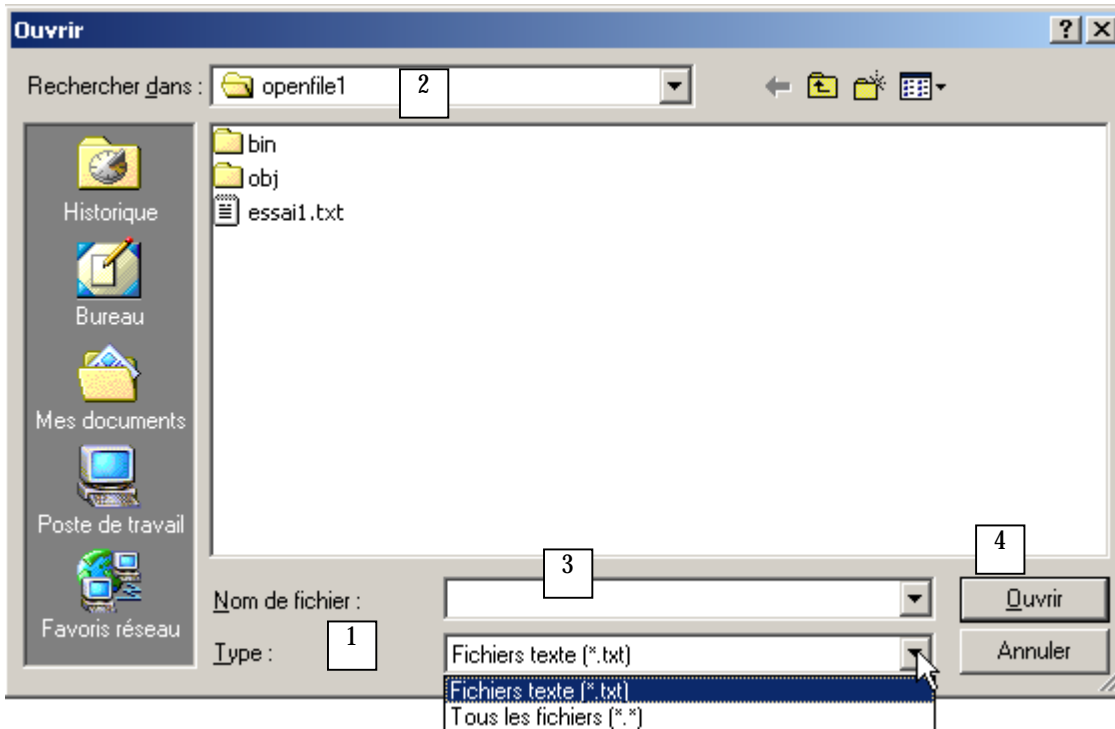 Ouvrir
Rechercher dans :
openfile1
2
bin
obj
essai1.txt
Historique
Bureau
Mes documents
Poste de travail
Favoris réseau
3
4
Nom de fichier :
Ouvrir
1
Type :
Fichiers texte (*.txt)
Annuler
Fichiers texte (*.txt)
Tous les fichiers (*.*)